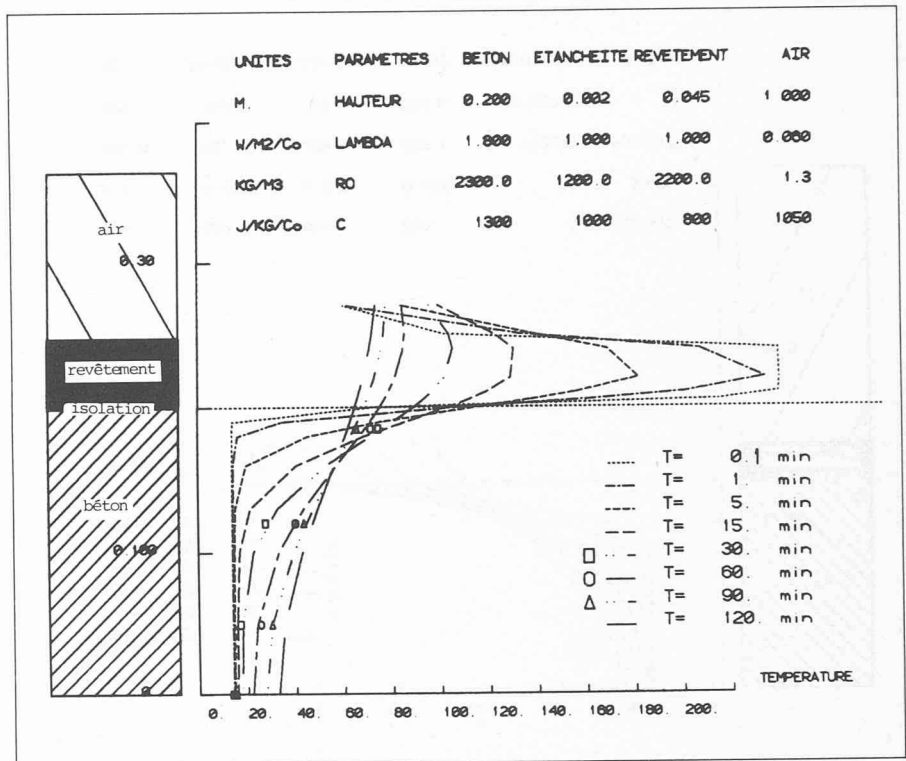 UNITES PARAMETRES BETON ETANCHEITE REVETEMENT AIR
M. HAUTEUR 0.200 0.002 0.045 1 000
W/M2/Co LAMBDA 1.800 1.000 1.000 0.060
KG/M3 RO 2300.0 1200.0 2200.0 1.3
J/KG/Co C 1300 1000 800 1050
air
0 30
revêtement
isolation
béton
0.100
0
T= 0.1 min
T= 1. min
T= 5. min
T= 15. min
T= 30. min
T= 60. min
T= 90. min
T= 120. min
TEMPERATURE
0. 20. 40. 60. 80. 100. 120. 140. 160. 180. 200.